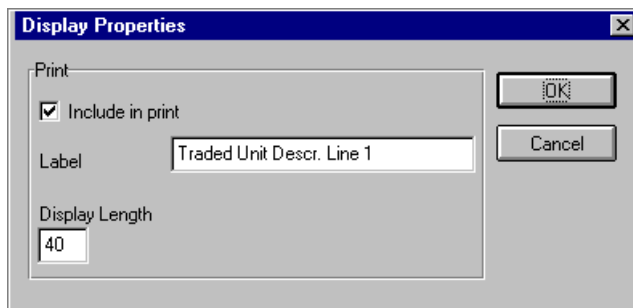 Display Properties
Print
Include in print
OK
Label
Traded Unit Descr. Line 1
Cancel
Display Length
40